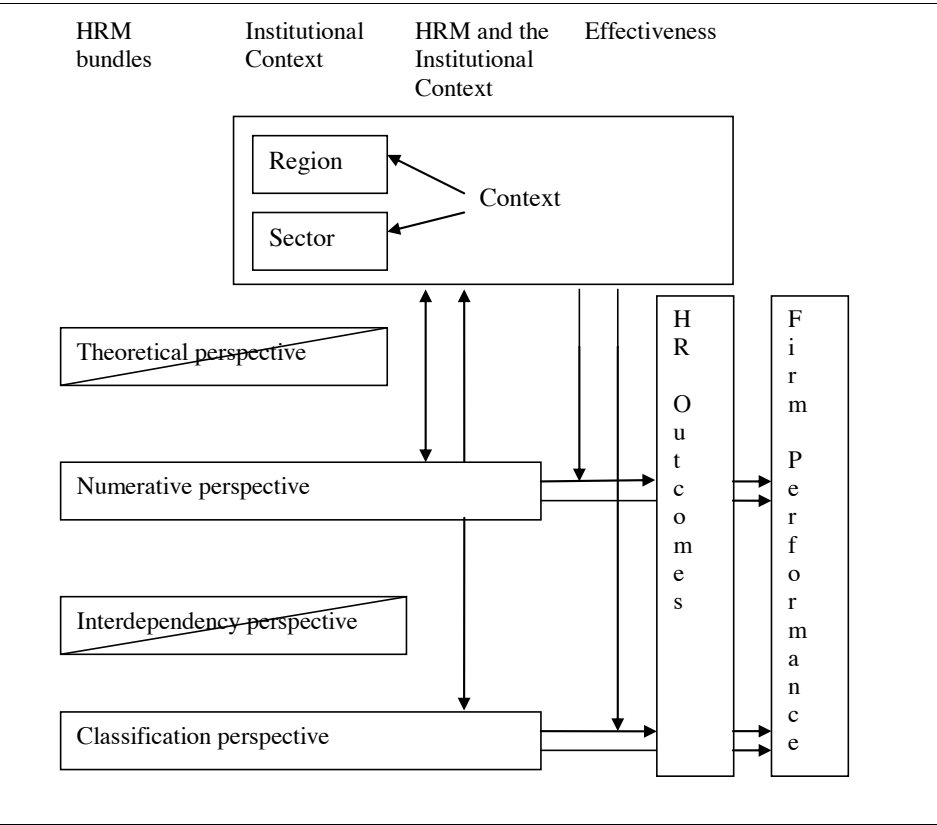 HRM
bundles
Institutional
Context
HRM and the
Institutional
Context
Effectiveness
Region
Context
Sector
Theoretical perspective
Numerative perspective
Interdependency perspective
Classification perspective
H
R
O
u
t
c
o
m
e
s
F
i
r
m
P
e
r
f
o
r
m
a
n
c
e